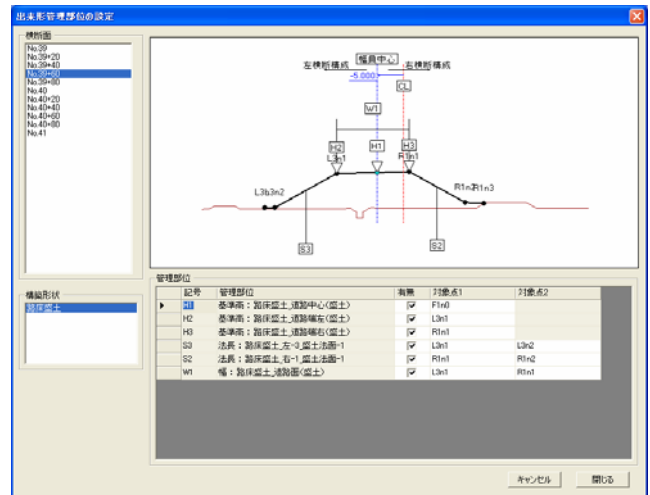 出来形管理部位の設定
横断面
No.39
No.39+20
No.39+40
No.39+60
No.39+80
No.40
No.40+20
No.40+40
No.40+60
No.40+80
No.41
幅員中心
左横断構成 右横断構成
-5.000
CL
W1
H2 H1 H3
L3n1 R1n1
L3n2 R1n2 R1n3
S3 S2
構築形状
路床盛土
管理部位
記号 管理部位 有無 対象点1 対象点2
H1 基準高：路床盛土_道路中心(盛土) F1n0
H2 基準高：路床盛土_道路端左(盛土) L3n1
H3 基準高：路床盛土_道路端右(盛土) R1n1
S3 法長：路床盛土_左-3_盛土法面-1 L3n1 L3n2
S2 法長：路床盛土_右-1_盛土法面-1 R1n1 R1n2
W1 幅：路床盛土_道路面(盛土) L3n1 R1n1
キャンセル 閉じる